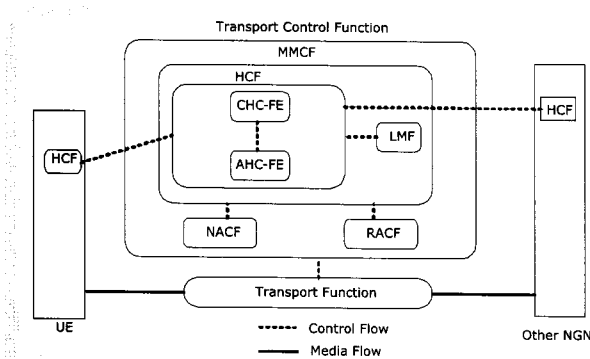 Transport Control Function
MMCF
HCF
CHC-FE
HCF
LMF
HCF
AHC-FE
NACF
RACF
Transport Function
UE
Control Flow
Other NGN
Media Flow